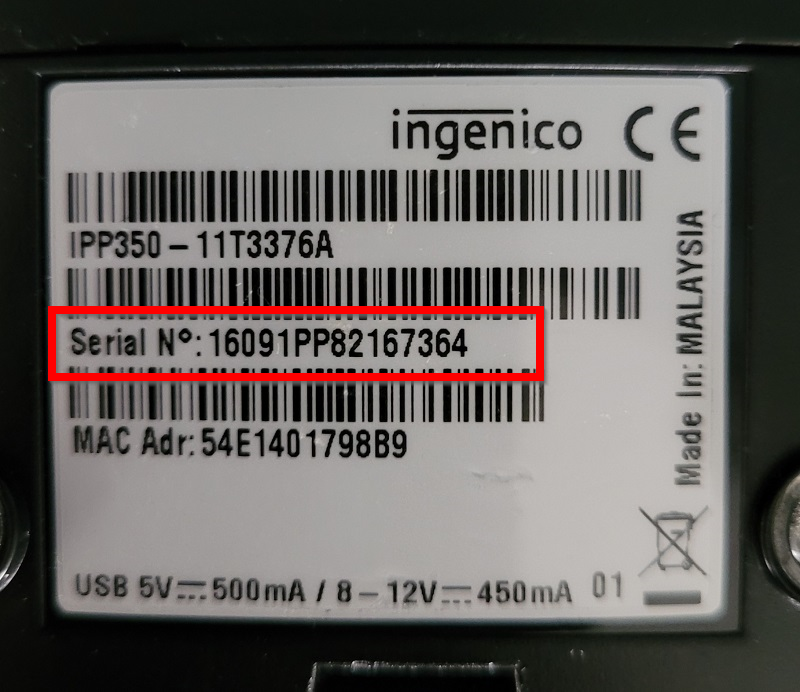 ingenico CE
IPP350-11T3376A
Serial Nº: 16091PP82167364
MAC Adr: 54E1401798B9
Made In: MALAYSIA
USB 5V⎓500mA / 8-12V⎓450mA 01